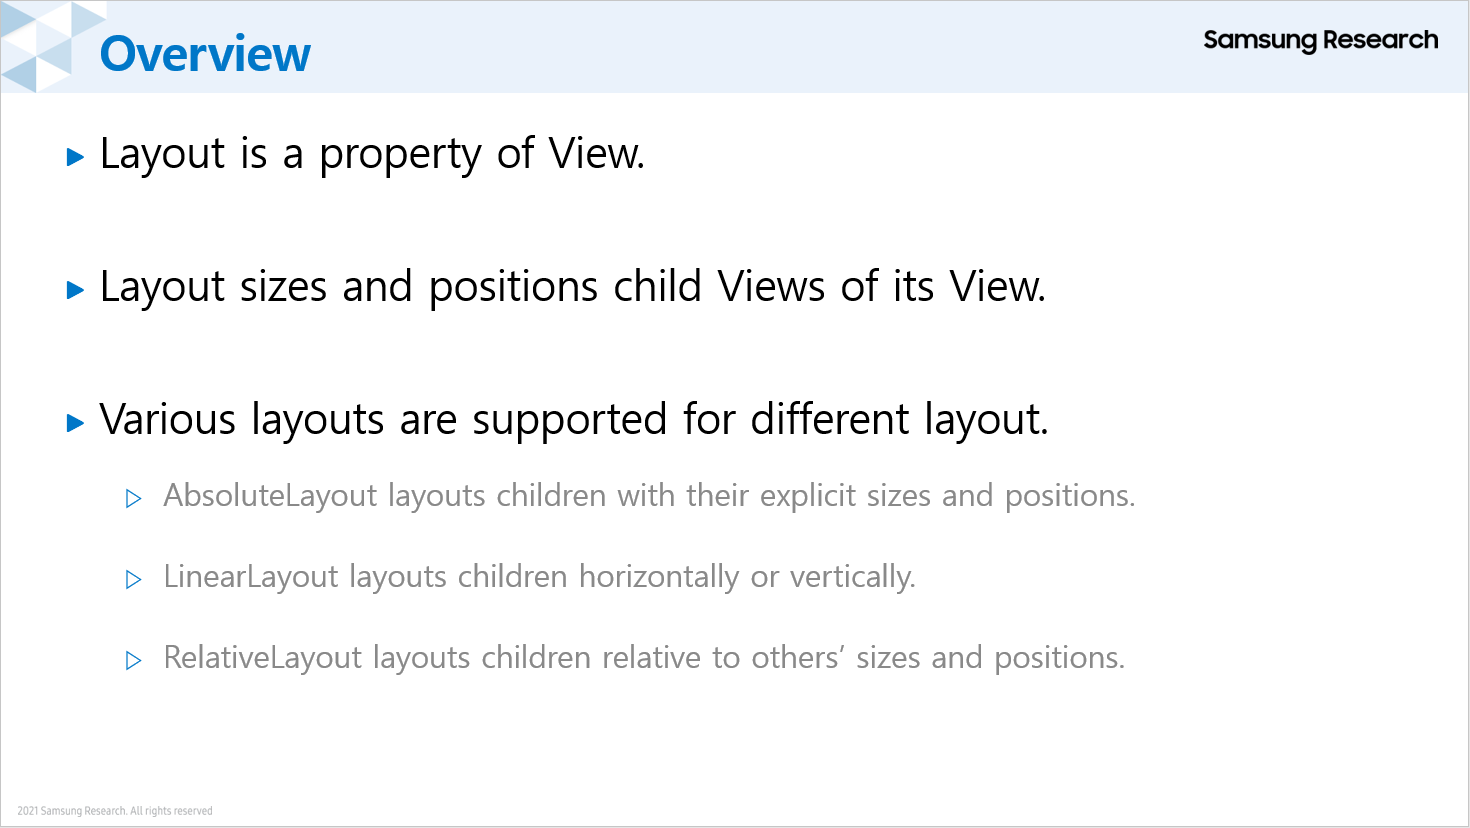 Overview
Samsung Research
Layout is a property of View.
Layout sizes and positions child Views of its View.
Various layouts are supported for different layout.
AbsoluteLayout layouts children with their explicit sizes and positions.
LinearLayout layouts children horizontally or vertically.
RelativeLayout layouts children relative to others’ sizes and positions.
2021 Samsung Research. All rights reserved